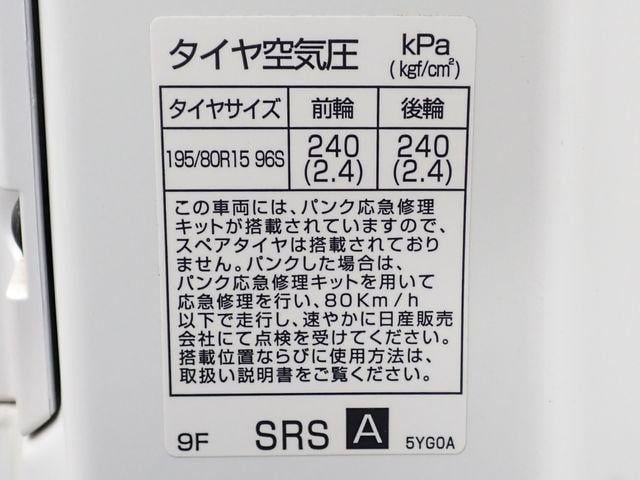 タイヤ空気圧 kPa
(kgf/cm²)
タイヤサイズ 前輪 後輪
195/80R15 96S 240 240
(2.4) (2.4)
この車両には、パンク応急修理
キットが搭載されていますので、
スペアタイヤは搭載されており
ません。パンクした場合は、
パンク応急修理キットを用いて
応急修理を行い、80Km/h
以下で走行し、速やかに日産販売
会社にて点検を受けてください。
搭載位置ならびに使用方法は、
取扱い説明書をご覧ください。
9F SRS A 5YG0A